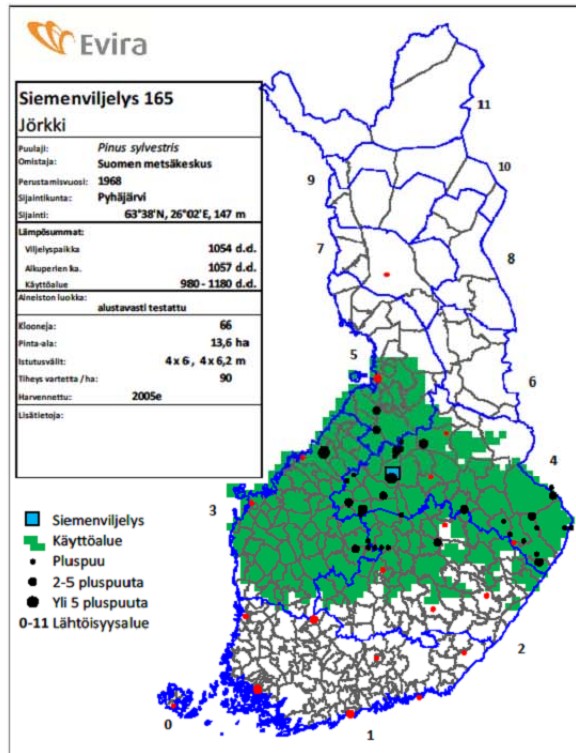 Evira
Siemenviljelys 165
Jörkki
Puulaji: Pinus sylvestris
Omistaja: Suomen metsäkeskus
Perustamisvuosi: 1968
Sijaintikunta: Pyhäjärvi
Sijainti: 63°38'N, 26°02'E, 147 m
Lämpösummat:
Viljelyspaikka 1054 d.d.
Alkuperien ka. 1057 d.d.
Käyttöalue 980 - 1180 d.d.
Aineiston luokka:
alustavasti testattu
Klooneja: 66
Pinta-ala: 13,6 ha
Istutusvälit: 4 x 6 , 4 x 6,2 m
Tiheys vartetta / ha: 90
Harvennettu: 2005e
Lisätietoja:
Siemenviljelys
Käyttöalue
Pluspuu
2-5 pluspuuta
Yli 5 pluspuuta
0-11 Lähtöisyysalue
11
10
9
7
8
5
6
4
3
2
0
1